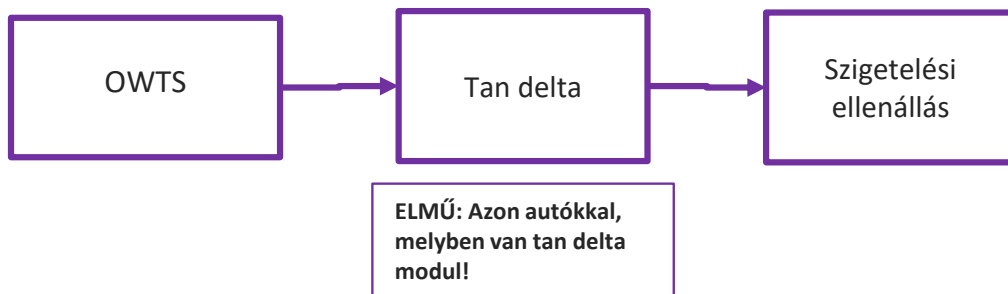 OWTS
Tan delta
Szigetelési
ellenállás
ELMŰ: Azon autókkal,
melyben van tan delta
modul!